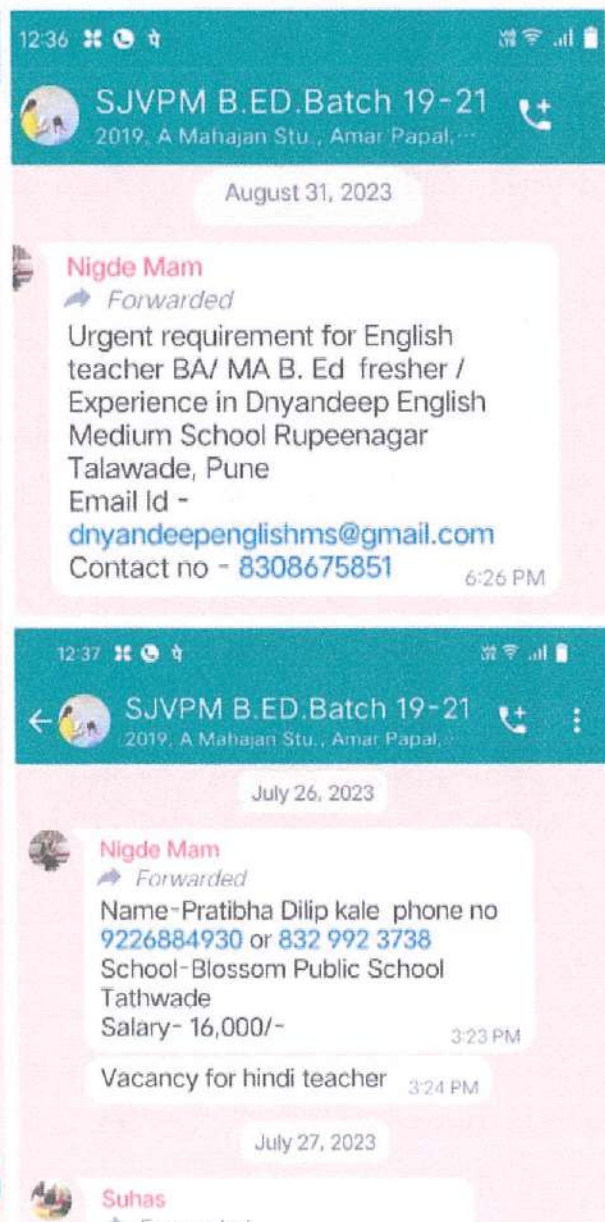 12:36
SJVPM B.ED.Batch 19-21
2019, A Mahajan Stu., Amar Papal,...
August 31, 2023
Nigde Mam
Forwarded
Urgent requirement for English
teacher BA/ MA B. Ed fresher /
Experience in Dnyandeep English
Medium School Rupeenagar
Talawade, Pune
Email Id -
dnyandeepenglishms@gmail.com
Contact no - 8308675851
6:26 PM
12:37
SJVPM B.ED.Batch 19-21
2019, A Mahajan Stu., Amar Papal,...
July 26, 2023
Nigde Mam
Forwarded
Name-Pratibha Dilip kale phone no
9226884930 or 832 992 3738
School-Blossom Public School
Tathwade
Salary- 16,000/-
3:23 PM
Vacancy for hindi teacher 3:24 PM
July 27, 2023
Suhas